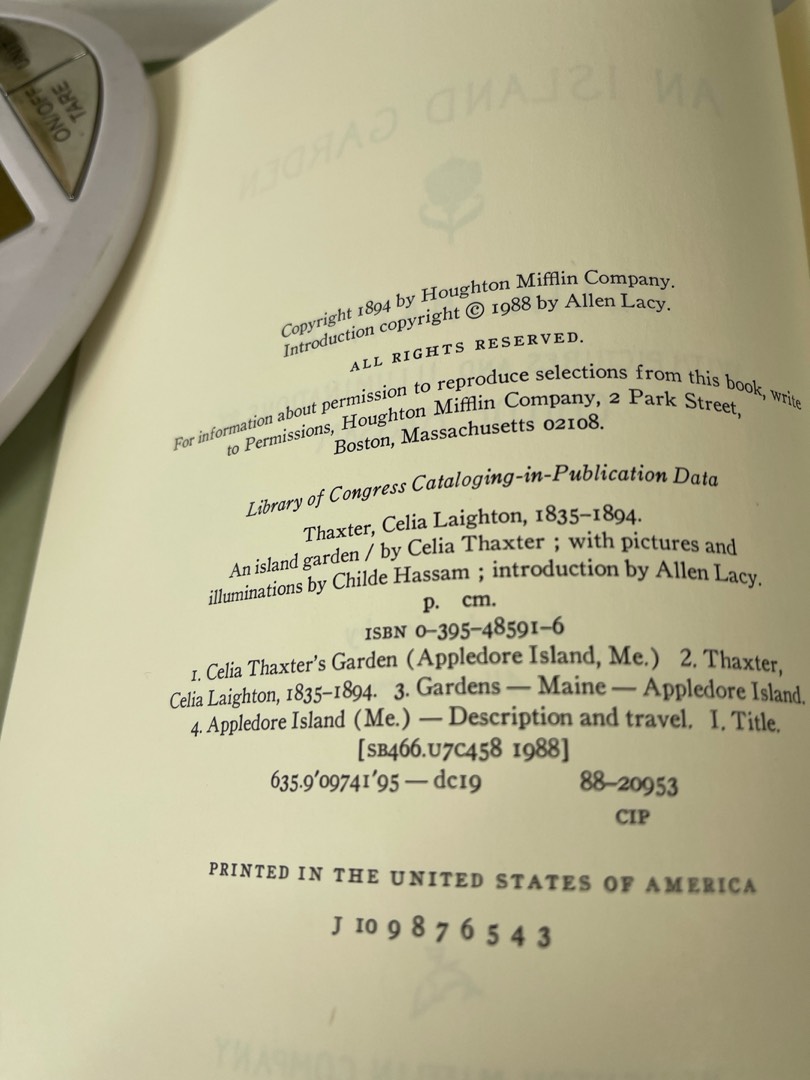 UNIT
ON/OFF
TARE
AN ISLAND GARDEN
Copyright 1894 by Houghton Mifflin Company.
Introduction copyright © 1988 by Allen Lacy.
ALL RIGHTS RESERVED.
For information about permission to reproduce selections from this book, write
to Permissions, Houghton Mifflin Company, 2 Park Street,
Boston, Massachusetts 02108.
Library of Congress Cataloging-in-Publication Data
Thaxter, Celia Laighton, 1835–1894.
An island garden / by Celia Thaxter ; with pictures and
illuminations by Childe Hassam ; introduction by Allen Lacy.
p. cm.
ISBN 0-395-48591-6
1. Celia Thaxter's Garden (Appledore Island, Me.) 2. Thaxter,
Celia Laighton, 1835–1894. 3. Gardens — Maine — Appledore Island.
4. Appledore Island (Me.) — Description and travel. I. Title.
[SB466.U7C458 1988]
635.9'09741'95 — dc19 88-20953
CIP
PRINTED IN THE UNITED STATES OF AMERICA
J 10 9 8 7 6 5 4 3
HOUGHTON MIFFLIN COMPANY